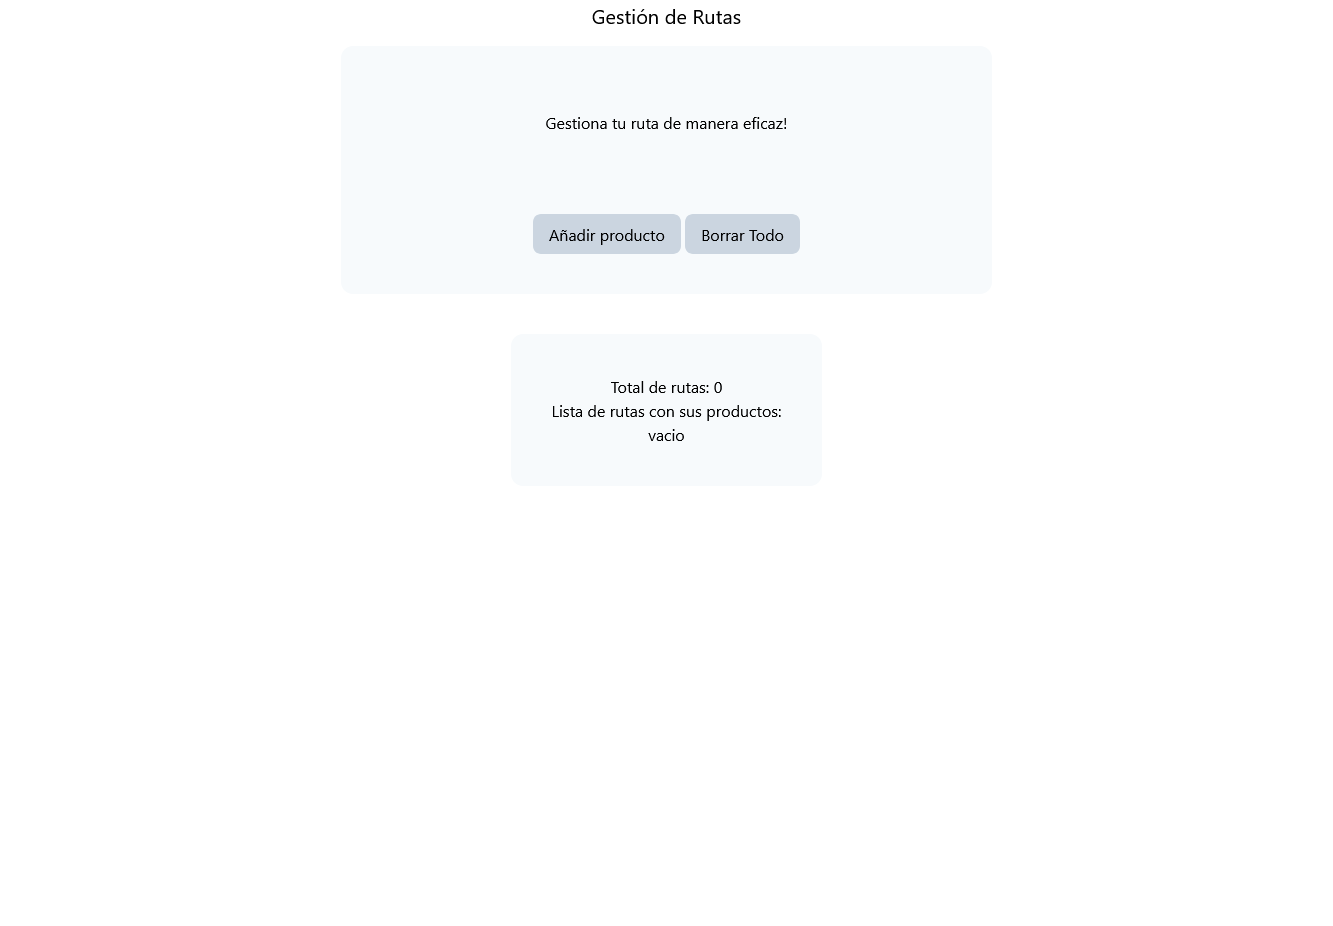 Gestión de Rutas
Gestiona tu ruta de manera eficaz!
Añadir producto
Borrar Todo
Total de rutas: 0
Lista de rutas con sus productos:
vacio